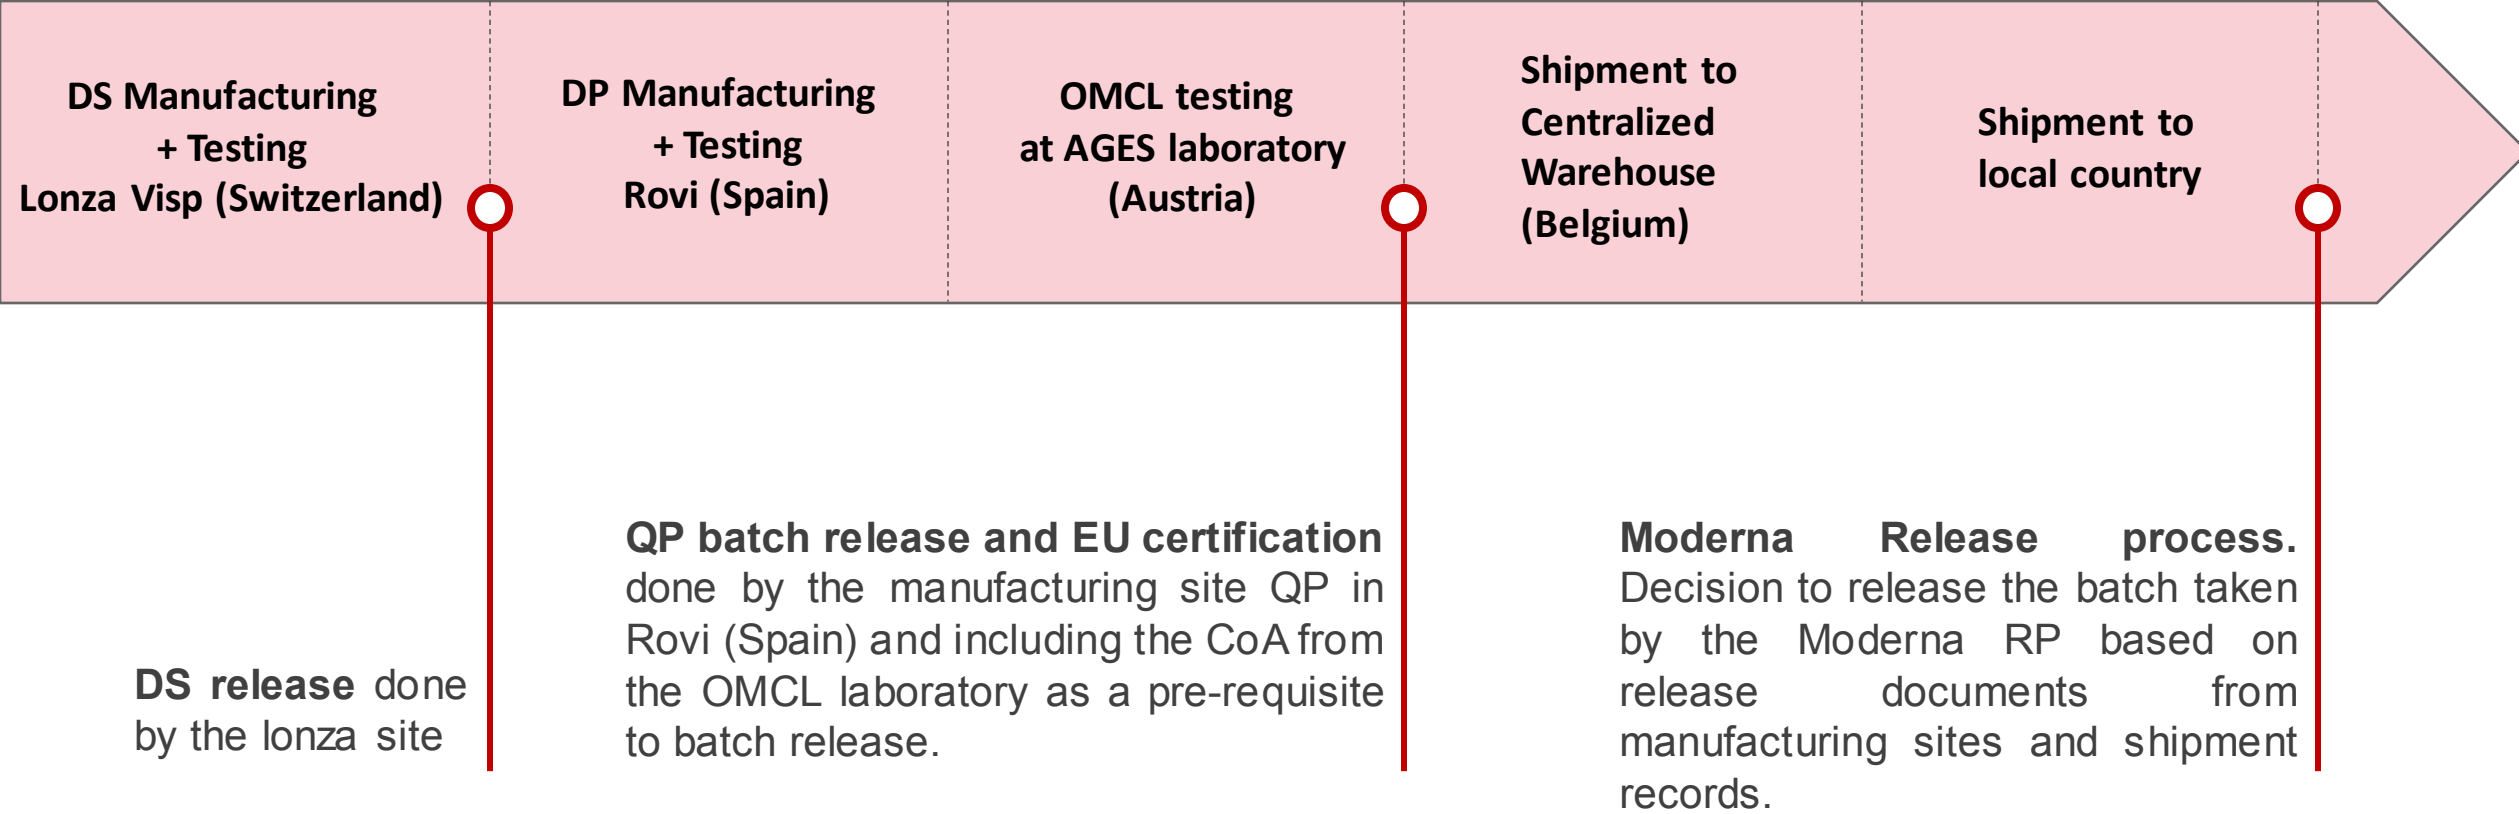 DS Manufacturing
+ Testing
Lonza Visp (Switzerland)
DP Manufacturing
+ Testing
Rovi (Spain)
OMCL testing
at AGES laboratory
(Austria)
Shipment to
Centralized
Warehouse
(Belgium)
Shipment to
local country
DS release done
by the lonza site
QP batch release and EU certification
done by the manufacturing site QP in
Rovi (Spain) and including the CoA from
the OMCL laboratory as a pre-requisite
to batch release.
Moderna Release process.
Decision to release the batch taken
by the Moderna RP based on
release documents from
manufacturing sites and shipment
records.